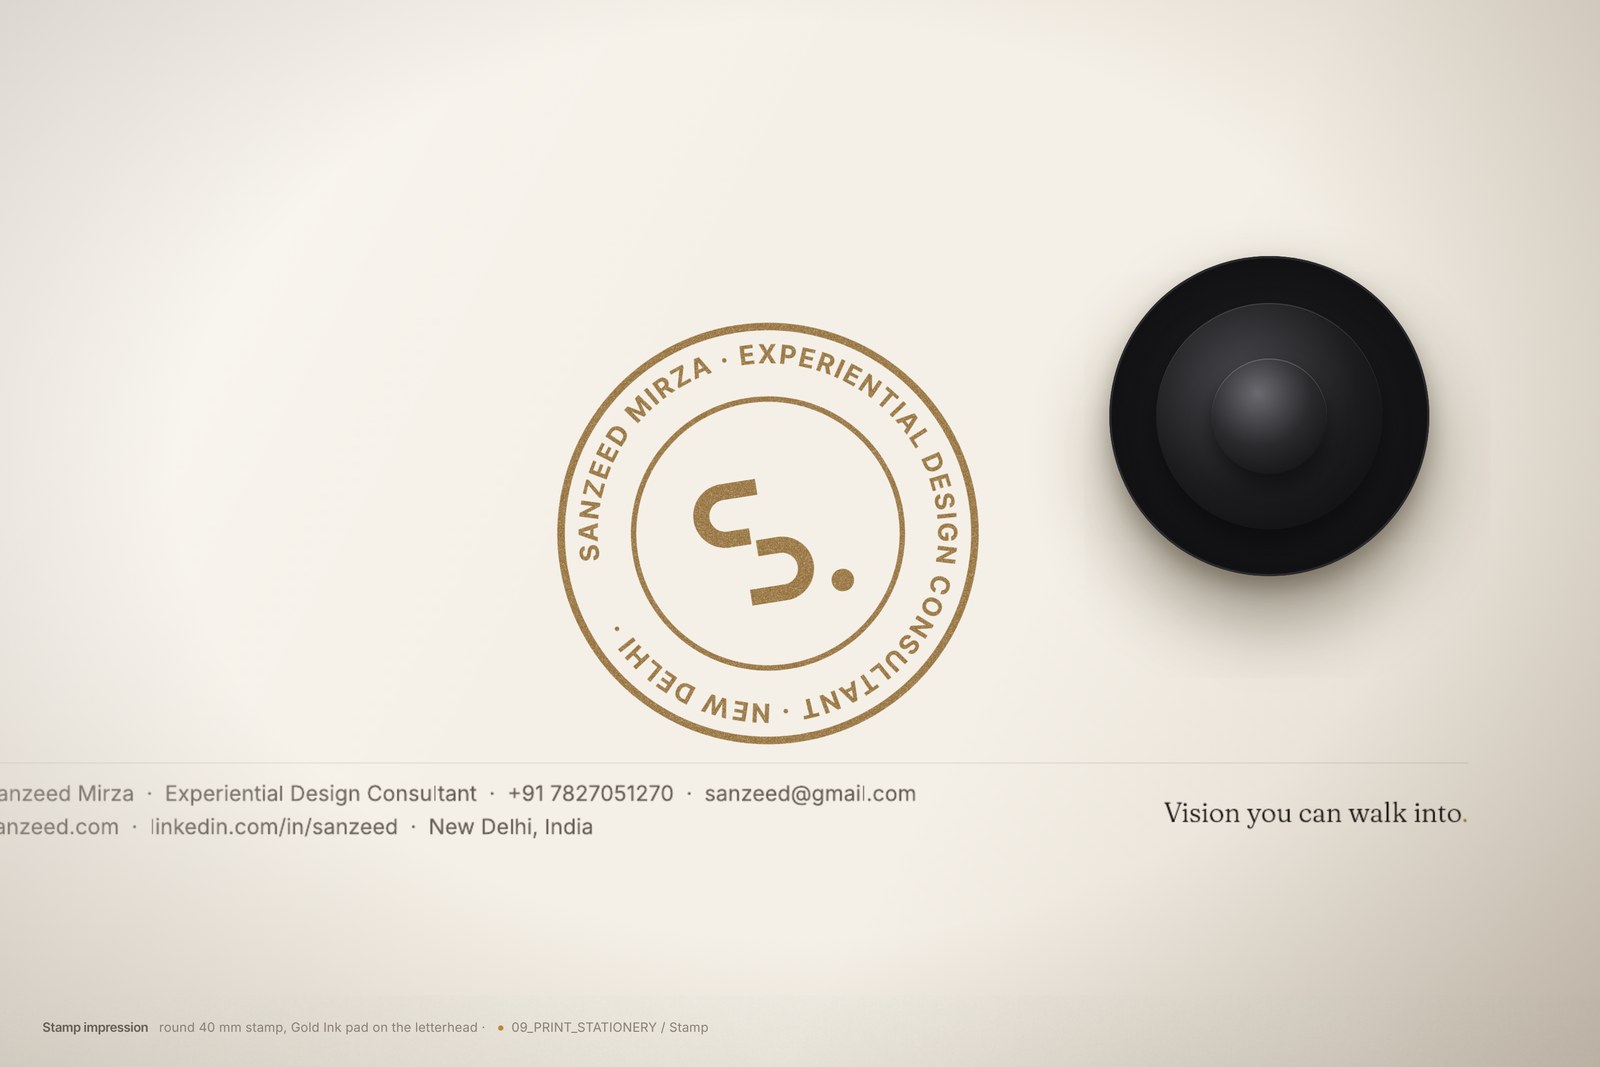 SANZEED MIRZA · EXPERIENTIAL DESIGN CONSULTANT · NEW DELHI ·
S.
anzeed Mirza · Experiential Design Consultant · +91 7827051270 · sanzeed@gmail.com
anzeed.com · linkedin.com/in/sanzeed · New Delhi, India
Vision you can walk into.
Stamp impression round 40 mm stamp, Gold Ink pad on the letterhead · • 09_PRINT_STATIONERY / Stamp